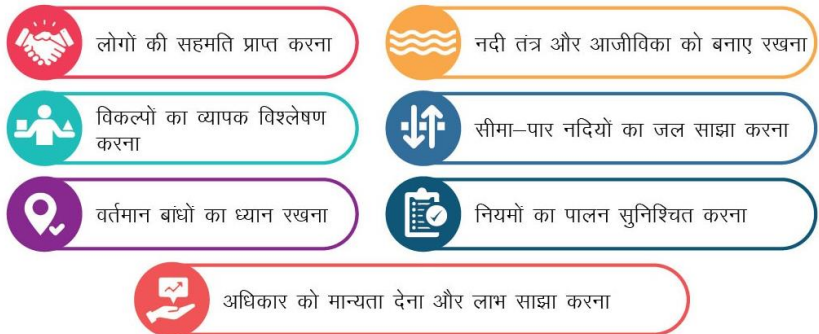 लोगों की सहमति प्राप्त करना
नदी तंत्र और आजीविका को बनाए रखना
विकल्पों का व्यापक विश्लेषण
करना
सीमा–पार नदियों का जल साझा करना
वर्तमान बांधों का ध्यान रखना
नियमों का पालन सुनिश्चित करना
अधिकार को मान्यता देना और लाभ साझा करना